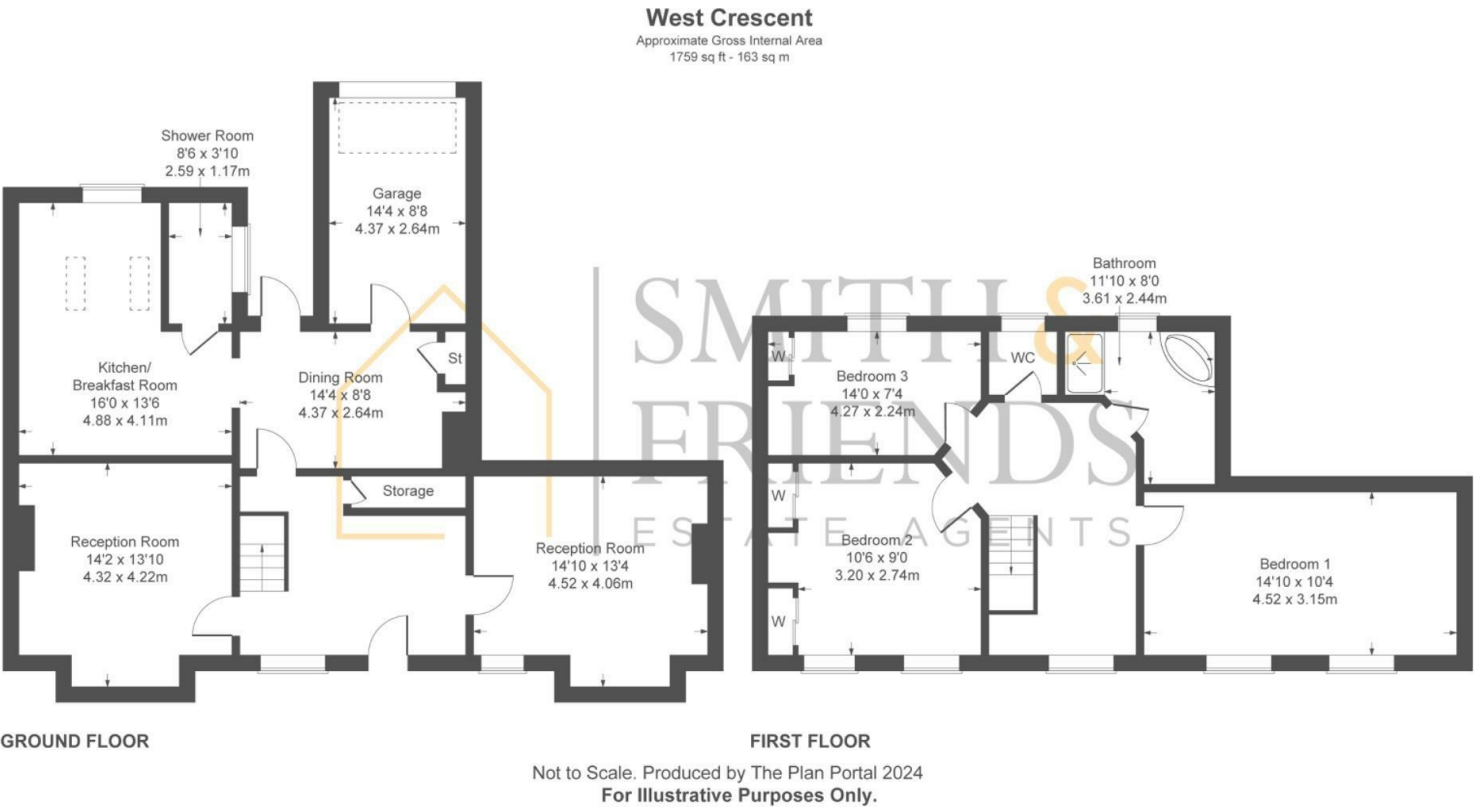 West Crescent
Approximate Gross Internal Area
1759 sq ft - 163 sq m
Shower Room
8'6 x 3'10
2.59 x 1.17m
Garage
14'4 x 8'8
4.37 x 2.64m
Kitchen/
Breakfast Room
16'0 x 13'6
4.88 x 4.11m
Dining Room
14'4 x 8'8
4.37 x 2.64m
St
Storage
Reception Room
14'2 x 13'10
4.32 x 4.22m
Reception Room
14'10 x 13'4
4.52 x 4.06m
SMITH &
FRIENDS
ESTATE AGENTS
Bathroom
11'10 x 8'0
3.61 x 2.44m
W
Bedroom 3
14'0 x 7'4
4.27 x 2.24m
WC
W
Bedroom 2
10'6 x 9'0
3.20 x 2.74m
W
Bedroom 1
14'10 x 10'4
4.52 x 3.15m
GROUND FLOOR
FIRST FLOOR
Not to Scale. Produced by The Plan Portal 2024
For Illustrative Purposes Only.